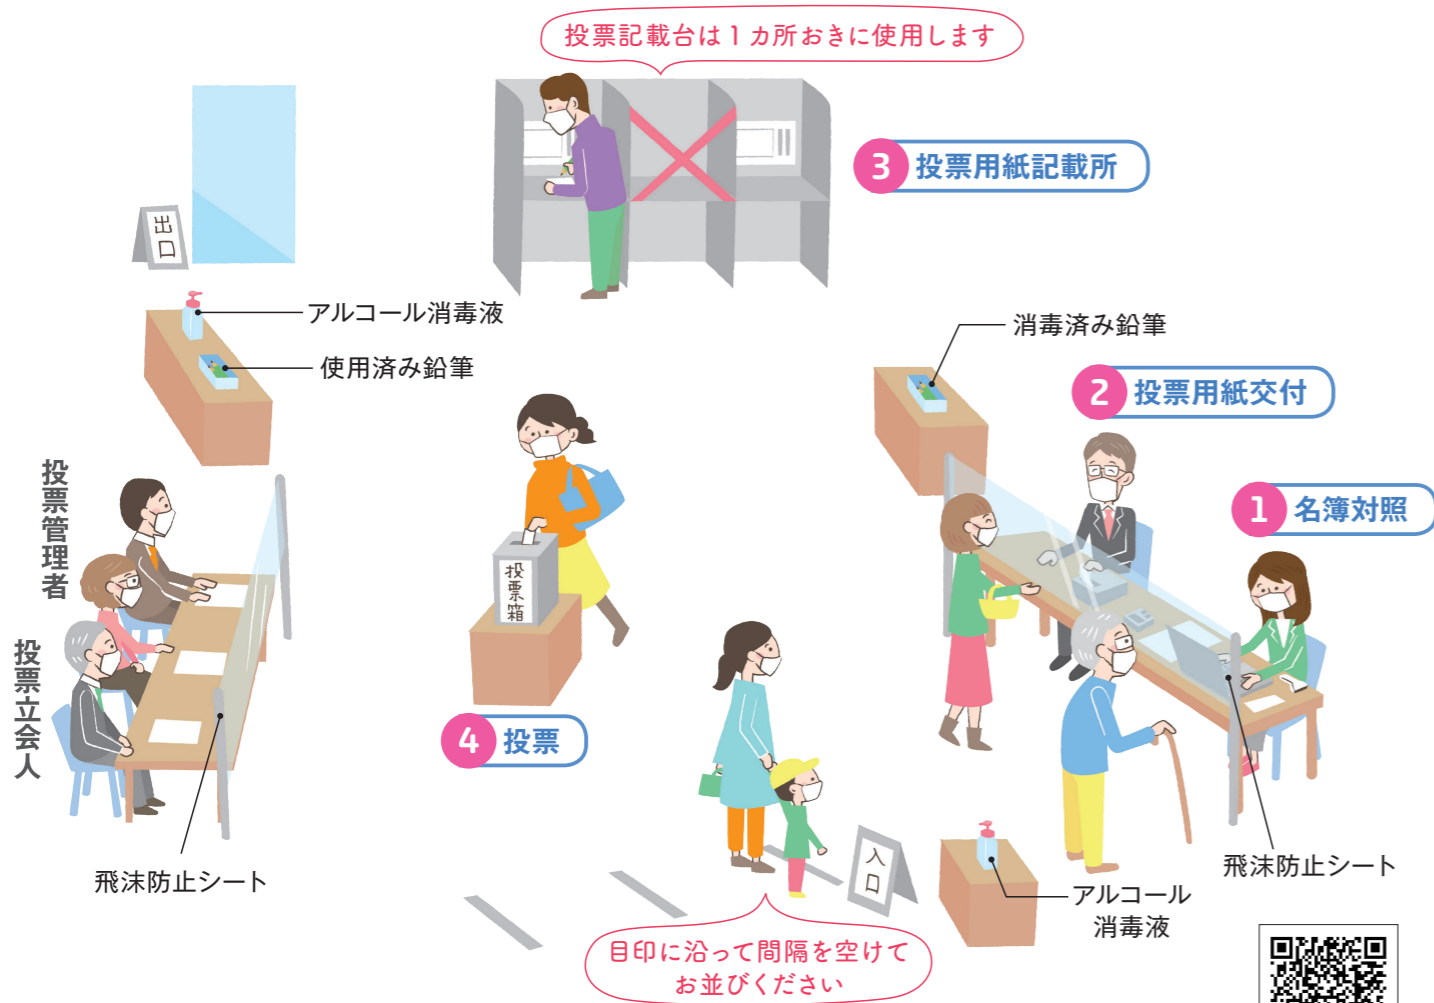 投票記載台は1カ所おきに使用します
3 投票用紙記載所
出口
アルコール消毒液
使用済み鉛筆
消毒済み鉛筆
2 投票用紙交付
1 名簿対照
投票管理者
投票立会人
投票箱
4 投票
飛沫防止シート
入口
アルコール
消毒液
飛沫防止シート
目印に沿って間隔を空けて
お並びください